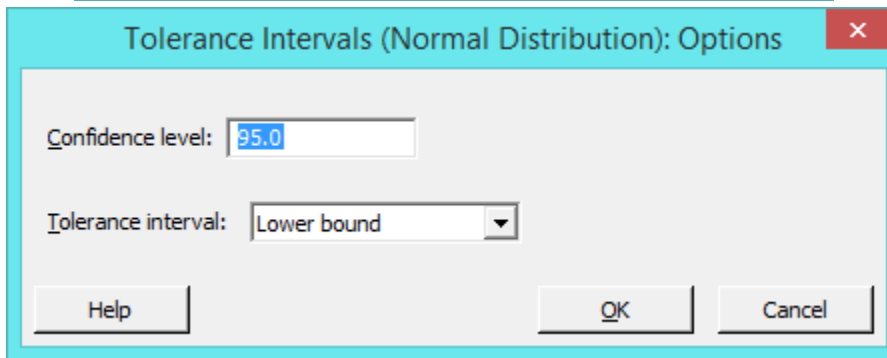 Tolerance Intervals (Normal Distribution): Options
Confidence level: 95.0
Tolerance interval: Lower bound
Help OK Cancel